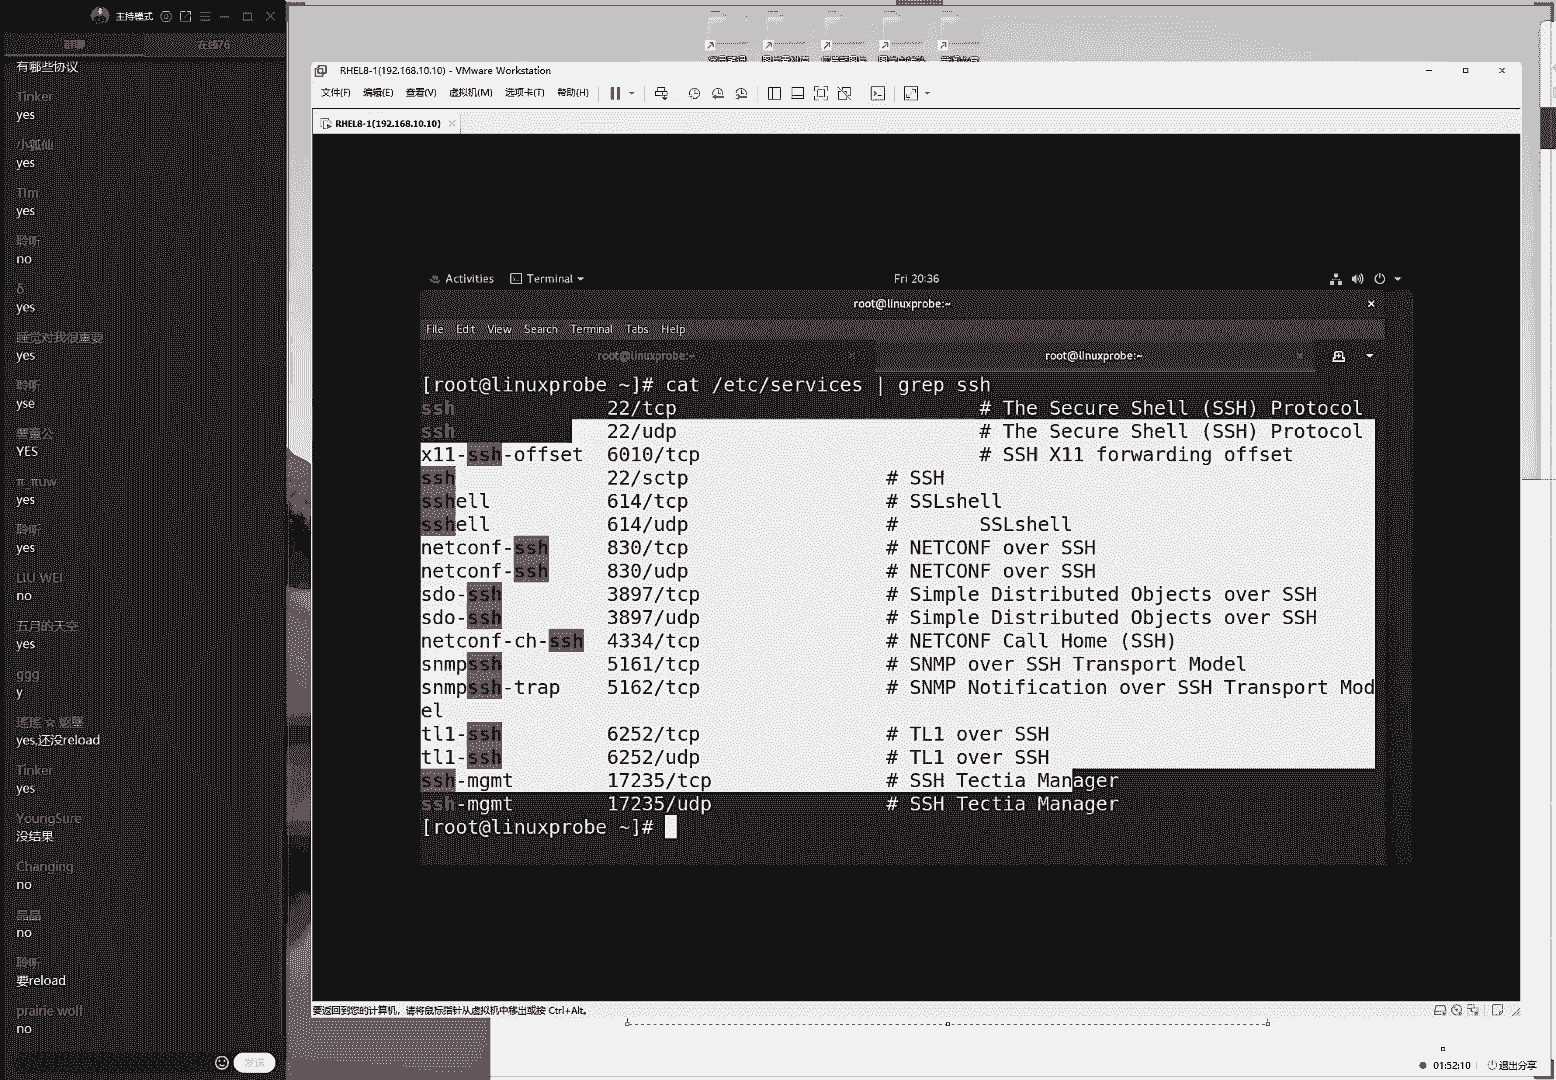 主持模式
在线76
有哪些协议
Tinker
yes
小狐仙
yes
TIm
yes
聆听
no
δ
yes
睡觉对我很重要
yes
聆听
yse
YES
π_πuw
yes
聆听
yes
LIU WEI
no
五月的天空
yes
ggg
y
yes,还没reload
Tinker
yes
YoungSure
没结果
Changing
no
晶晶
no
聆听
要reload
prairie wolf
no
发送
RHEL8-1(192.168.10.10) - VMware Workstation
文件(F) 编辑(E) 查看(V) 虚拟机(M) 选项卡(T) 帮助(H)
RHEL8-1(192.168.10.10)
Activities Terminal Fri 20:36
root@linuxprobe:~
File Edit View Search Terminal Tabs Help
root@linuxprobe:~ root@linuxprobe:~
[root@linuxprobe ~]# cat /etc/services | grep ssh
ssh 22/tcp # The Secure Shell (SSH) Protocol
ssh 22/udp # The Secure Shell (SSH) Protocol
x11-ssh-offset 6010/tcp # SSH X11 forwarding offset
ssh 22/sctp # SSH
sshell 614/tcp # SSLshell
sshell 614/udp # SSLshell
netconf-ssh 830/tcp # NETCONF over SSH
netconf-ssh 830/udp # NETCONF over SSH
sdo-ssh 3897/tcp # Simple Distributed Objects over SSH
sdo-ssh 3897/udp # Simple Distributed Objects over SSH
netconf-ch-ssh 4334/tcp # NETCONF Call Home (SSH)
snmpssh 5161/tcp # SNMP over SSH Transport Model
snmpssh-trap 5162/tcp # SNMP Notification over SSH Transport Mod
el
tl1-ssh 6252/tcp # TL1 over SSH
tl1-ssh 6252/udp # TL1 over SSH
ssh-mgmt 17235/tcp # SSH Tectia Manager
ssh-mgmt 17235/udp # SSH Tectia Manager
[root@linuxprobe ~]#
要返回到您的计算机，请将鼠标指针从虚拟机中移出或按 Ctrl+Alt。
01:52:10 退出分享